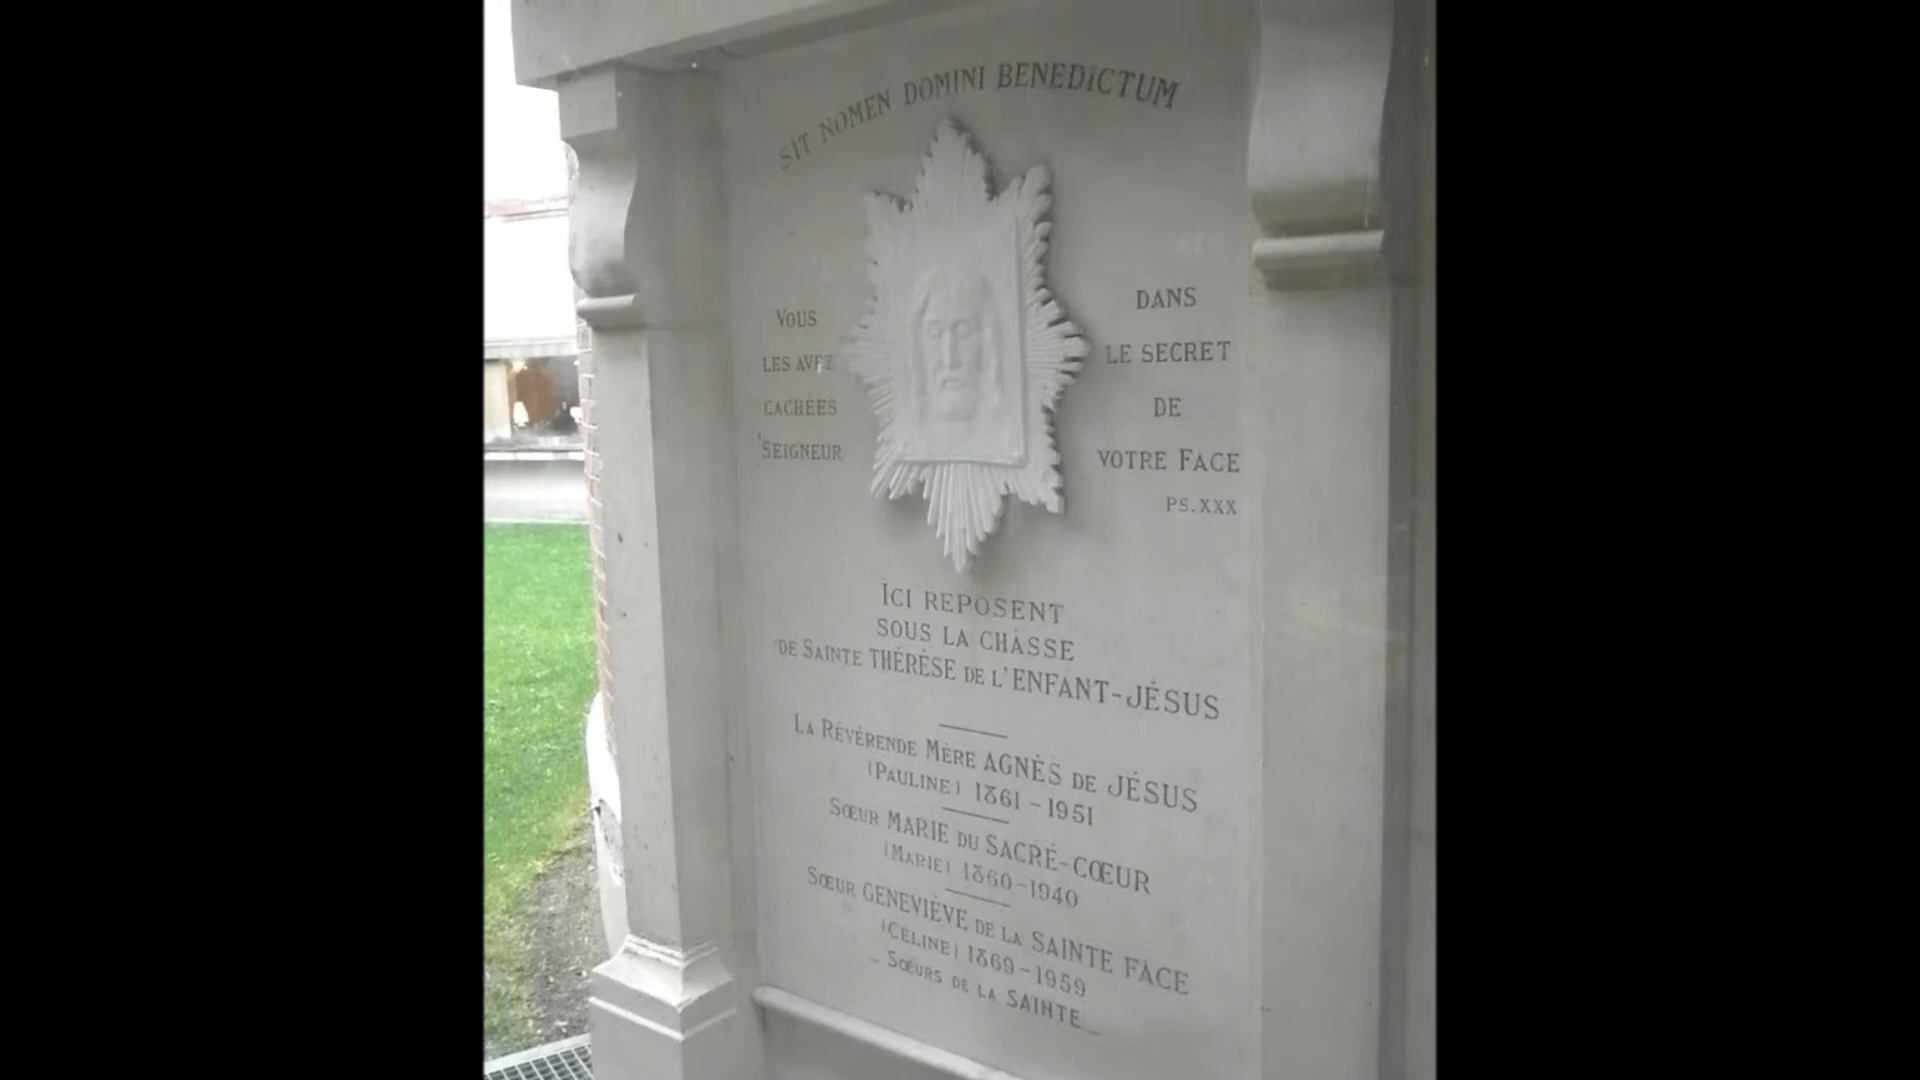 SIT NOMEN DOMINI BENEDICTUM
VOUS
LES AVEZ
CACHÉES
SEIGNEUR
DANS
LE SECRET
DE
VOTRE FACE
PS. XXX
ICI REPOSENT
SOUS LA CHÂSSE
DE SAINTE THÉRÈSE DE L'ENFANT-JÉSUS
LA RÉVÉRENDE MÈRE AGNÈS DE JÉSUS
(PAULINE) 1861-1951
SŒUR MARIE DU SACRÉ-CŒUR
(MARIE) 1860-1940
SŒUR GENEVIÈVE DE LA SAINTE FACE
(CÉLINE) 1869-1959
- SŒURS DE LA SAINTE -